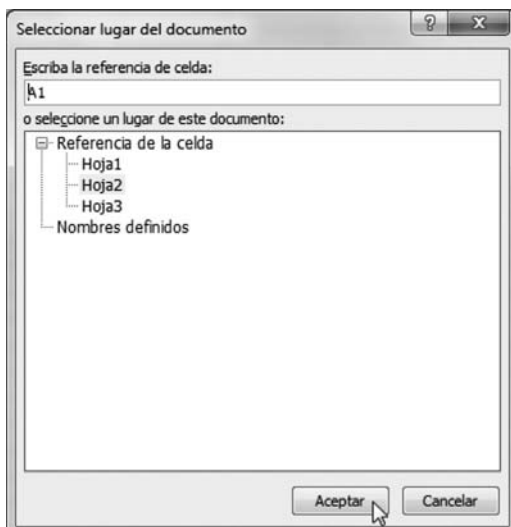 Seleccionar lugar del documento
Escriba la referencia de celda:
A1
o seleccione un lugar de este documento:
Referencia de la celda
Hoja1
Hoja2
Hoja3
Nombres definidos
Aceptar
Cancelar